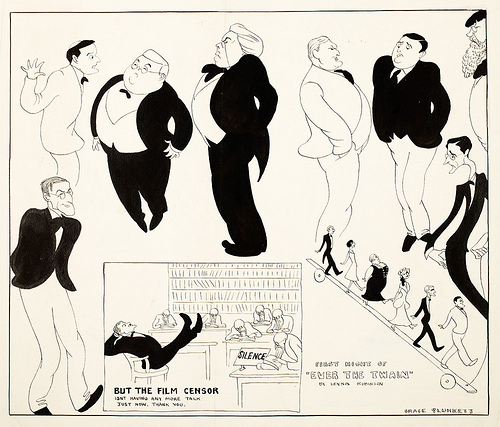 SILENCE
BUT THE FILM CENSOR
ISNT HAVING ANY MORE TALK
JUST NOW, THANK YOU.
FIRST NIGHT OF
"EVER THE TWAIN"
BY LENNOX ROBINSON
GRACE PLUNKETT